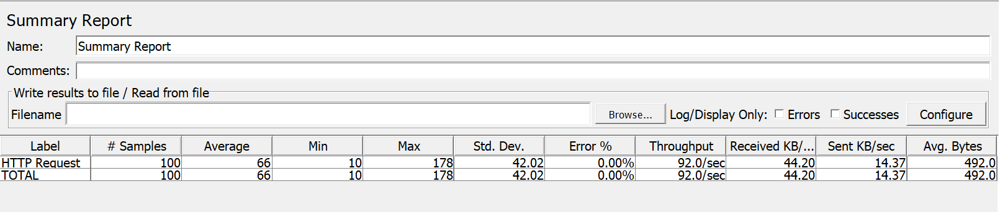 Summary Report
Name: Summary Report
Comments:
Write results to file / Read from file
Filename Browse... Log/Display Only: Errors Successes Configure
Label # Samples Average Min Max Std. Dev. Error % Throughput Received KB/... Sent KB/sec Avg. Bytes
HTTP Request 100 66 10 178 42.02 0.00% 92.0/sec 44.20 14.37 492.0
TOTAL 100 66 10 178 42.02 0.00% 92.0/sec 44.20 14.37 492.0